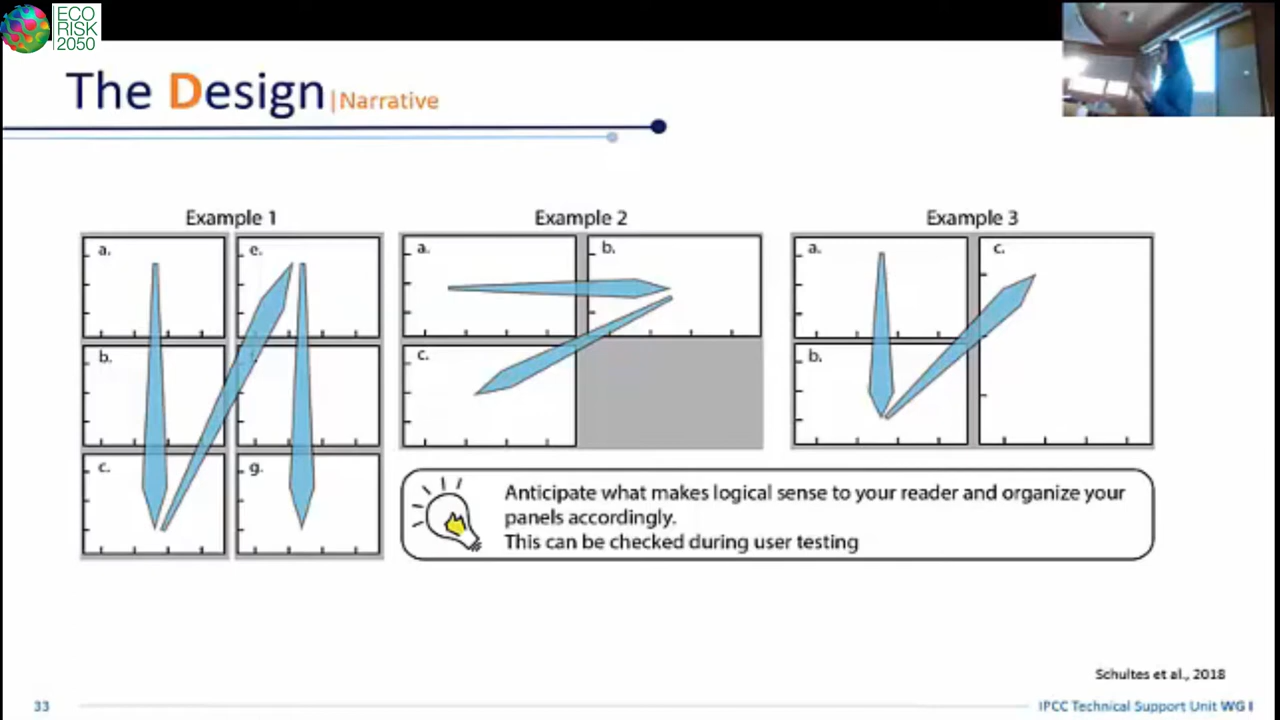 ECO
RISK
2050
The Design|Narrative
Example 1
a.
b.
c.
e.
g.
Example 2
a.
b.
c.
Example 3
a.
b.
c.
Anticipate what makes logical sense to your reader and organize your
panels accordingly.
This can be checked during user testing
Schultes et al., 2018
33
IPCC Technical Support Unit WG I